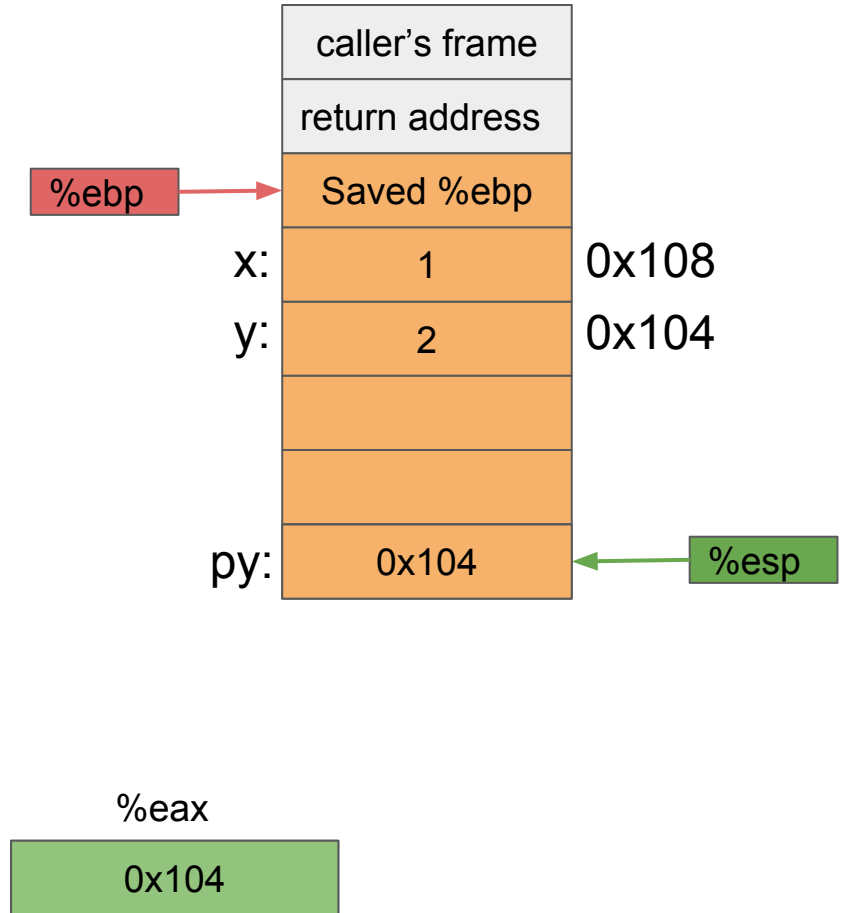 caller’s frame
return address
%ebp
Saved %ebp
x:
1
0x108
y:
2
0x104
py:
0x104
%esp
%eax
0x104